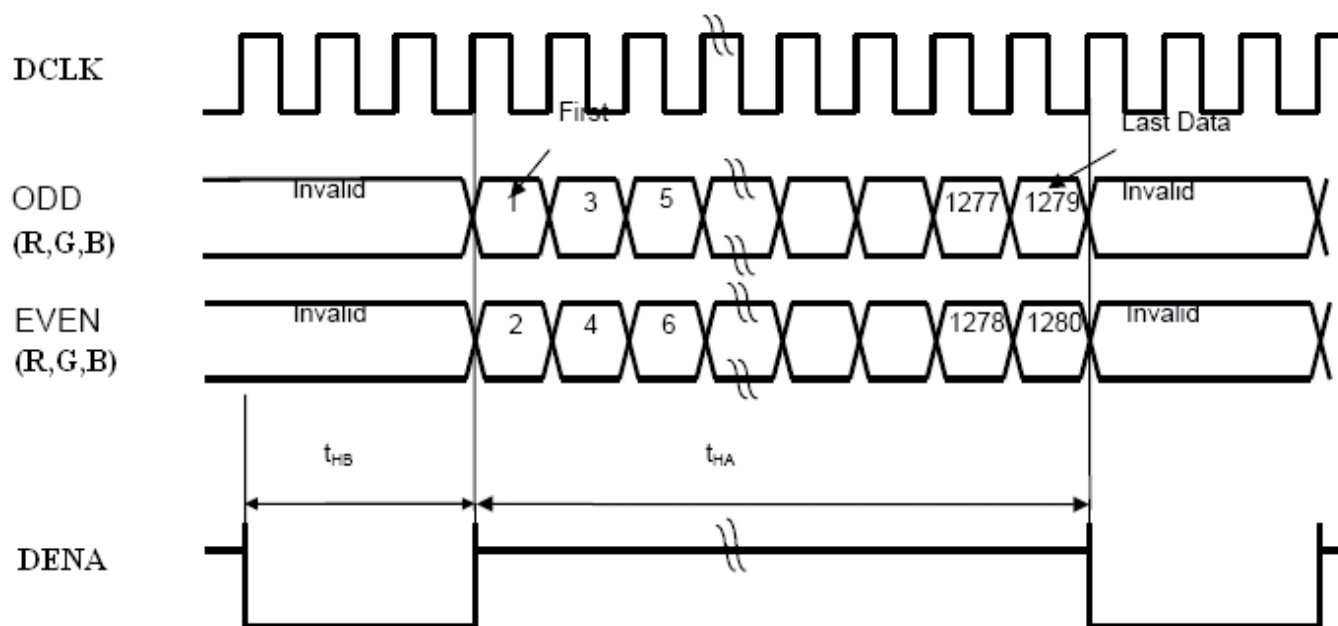 DCLK
First
Last Data
ODD
(R,G,B)
Invalid
1
3
5
1277
1279
Invalid
EVEN
(R,G,B)
Invalid
2
4
6
1278
1280
Invalid
tHB
tHA
DENA